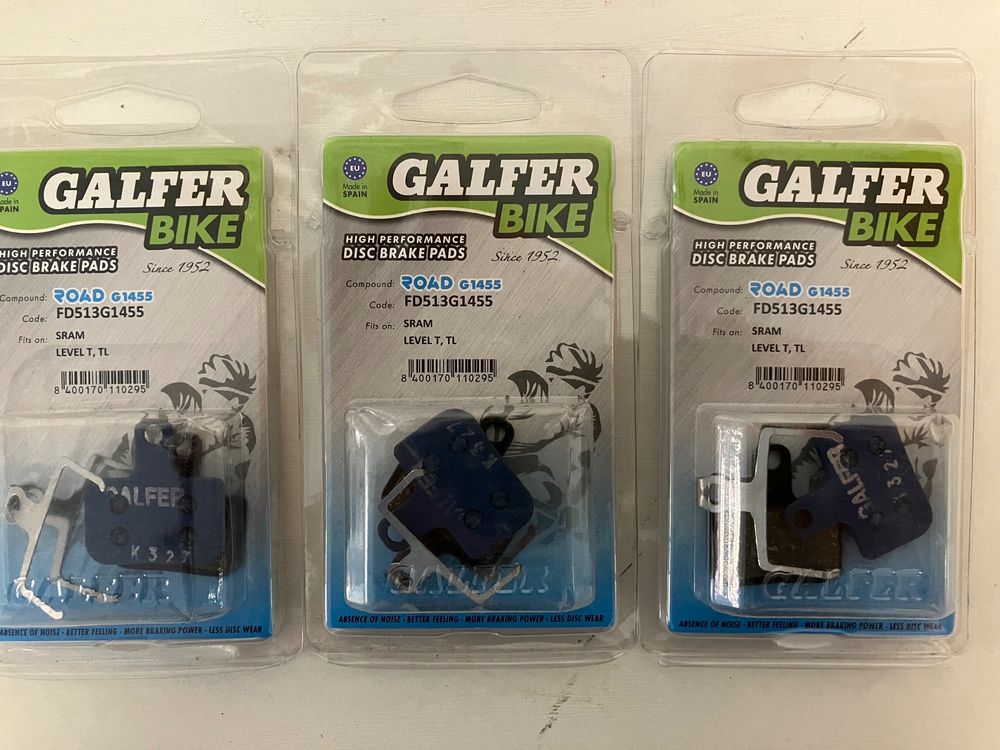 GALFER
BIKE
EU
SPAIN
HIGH PERFORMANCE
DISC BRAKE PADS
Since 1952
Compound: ROAD G1455
Code: FD513G1455
Fits on: SRAM
LEVEL T, TL
8 400170 110295
GALFER
K 327
ABSENCE OF NOISE - BETTER FEELING - MORE BRAKING POWER - LESS DISC WEAR
EU
Made in
SPAIN
GALFER
BIKE
HIGH PERFORMANCE
DISC BRAKE PADS
Since 1952
Compound: ROAD G1455
Code: FD513G1455
Fits on: SRAM
LEVEL T, TL
8 400170 110295
GALFER
ABSENCE OF NOISE - BETTER FEELING - MORE BRAKING POWER - LESS DISC WEAR
EU
Made in
SPAIN
GALFER
BIKE
HIGH PERFORMANCE
DISC BRAKE PADS
Since 1952
Compound: ROAD G1455
Code: FD513G1455
Fits on: SRAM
LEVEL T, TL
8 400170 110295
GALFER
K 327
GALFER
ABSENCE OF NOISE - BETTER FEELING - MORE BRAKING POWER - LESS DISC WEAR